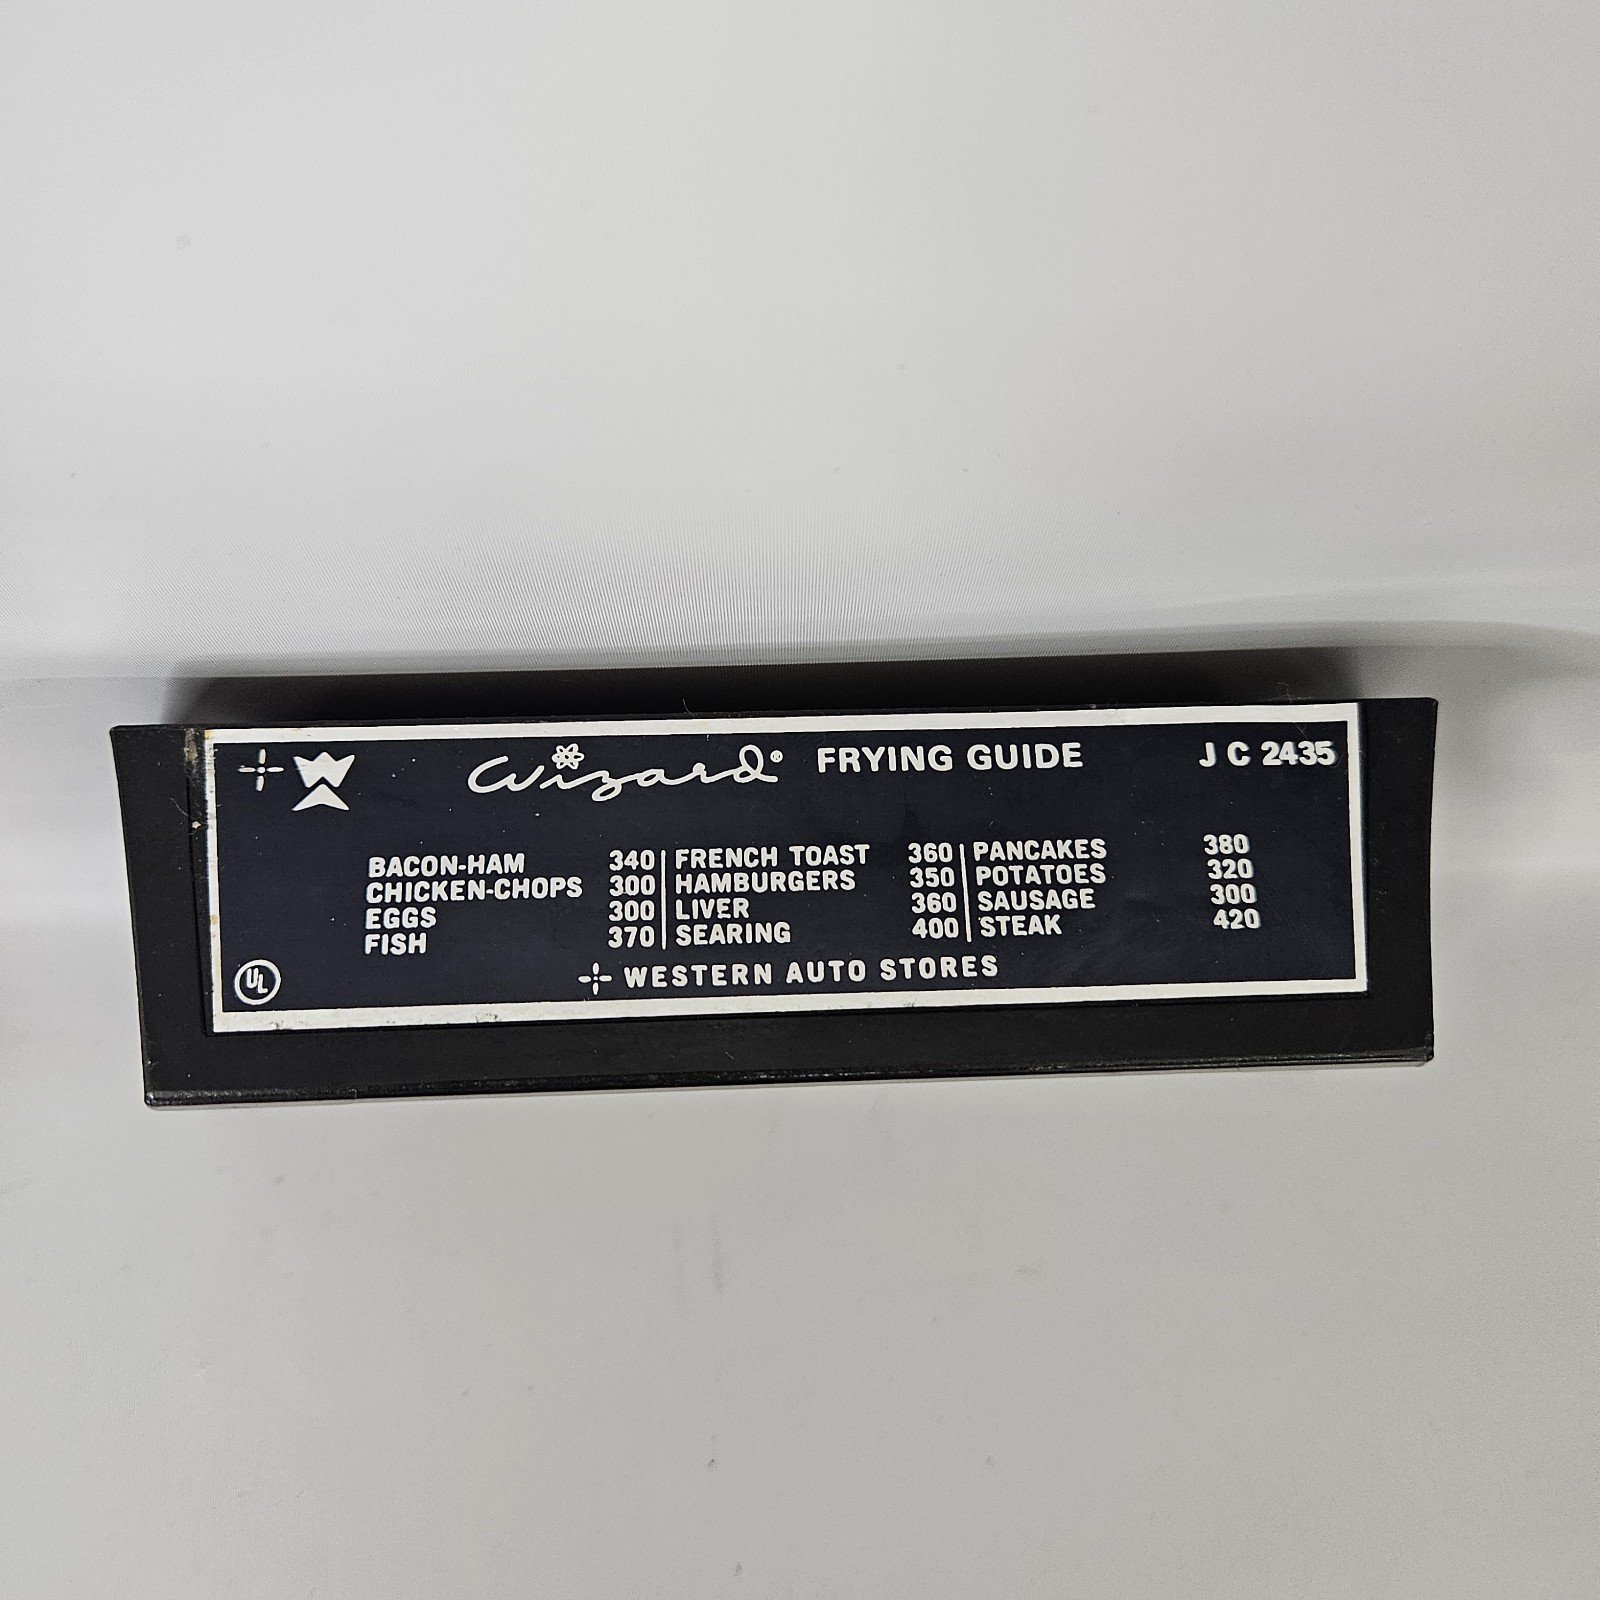 Wizard® FRYING GUIDE J C 2435
BACON-HAM 340 FRENCH TOAST 360 PANCAKES 380
CHICKEN-CHOPS 300 HAMBURGERS 350 POTATOES 320
EGGS 300 LIVER 360 SAUSAGE 300
FISH 370 SEARING 400 STEAK 420
UL WESTERN AUTO STORES